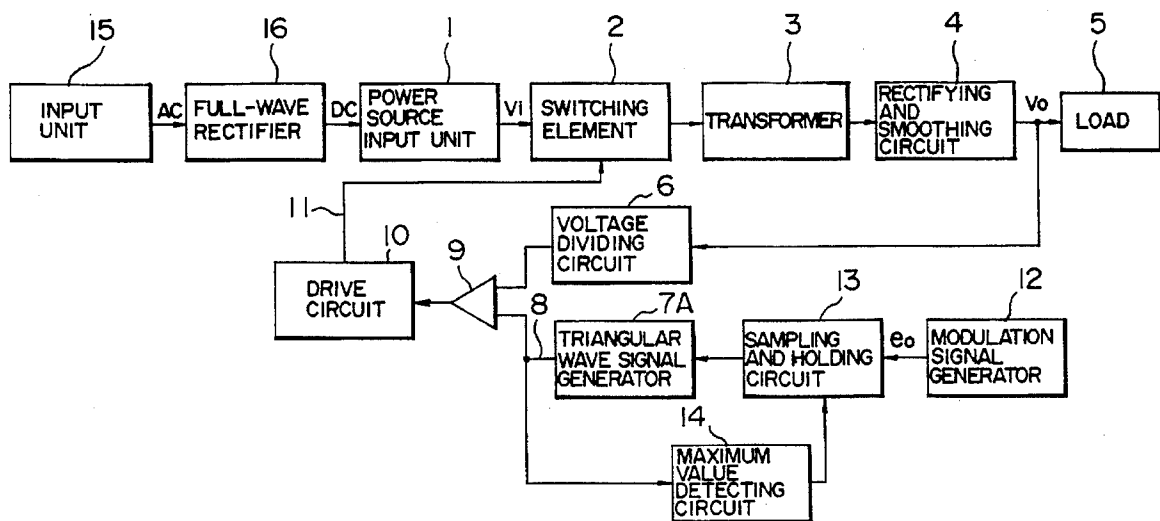 15
16
1
2
3
4
5
INPUT
UNIT
AC
FULL-WAVE
RECTIFIER
DC
POWER
SOURCE
INPUT UNIT
Vi
SWITCHING
ELEMENT
TRANSFORMER
RECTIFYING
AND
SMOOTHING
CIRCUIT
Vo
LOAD
11
6
VOLTAGE
DIVIDING
CIRCUIT
10
DRIVE
CIRCUIT
9
8
7A
TRIANGULAR
WAVE SIGNAL
GENERATOR
13
SAMPLING
AND HOLDING
CIRCUIT
eo
12
MODULATION
SIGNAL
GENERATOR
14
MAXIMUM
VALUE
DETECTING
CIRCUIT